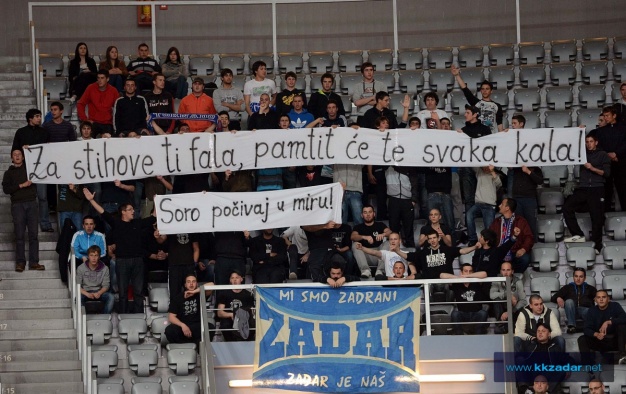 Za stihove ti fala, pamtit će te svaka kala!
Soro počivaj u miru!
MI SMO ZADRANI
ZADAR
ZADAR JE NAŠ
www.kkzadar.net